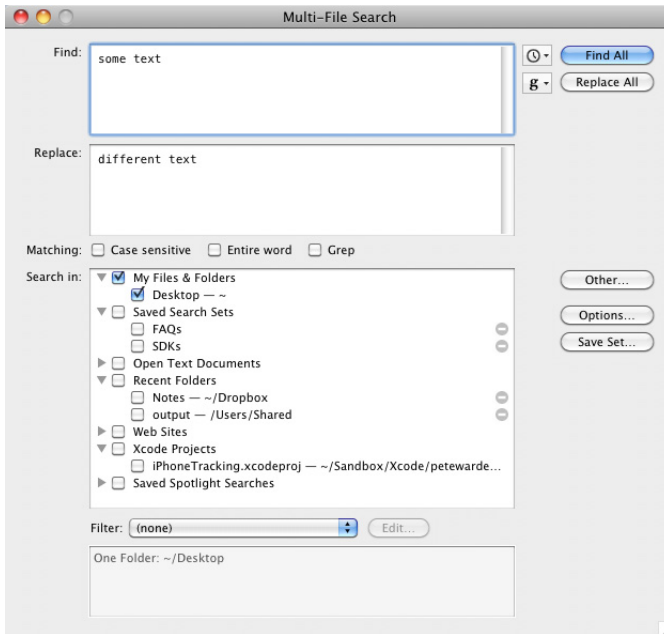 Multi-File Search
Find:
some text
Find All
g
Replace All
Replace:
different text
Matching: Case sensitive Entire word Grep
Search in:
My Files & Folders
Other...
Desktop — ~
Saved Search Sets
Options...
FAQs
SDKs
Save Set...
Open Text Documents
Recent Folders
Notes — ~/Dropbox
output — /Users/Shared
Web Sites
Xcode Projects
iPhoneTracking.xcodeproj — ~/Sandbox/Xcode/petewarde...
Saved Spotlight Searches
Filter: (none) Edit...
One Folder: ~/Desktop